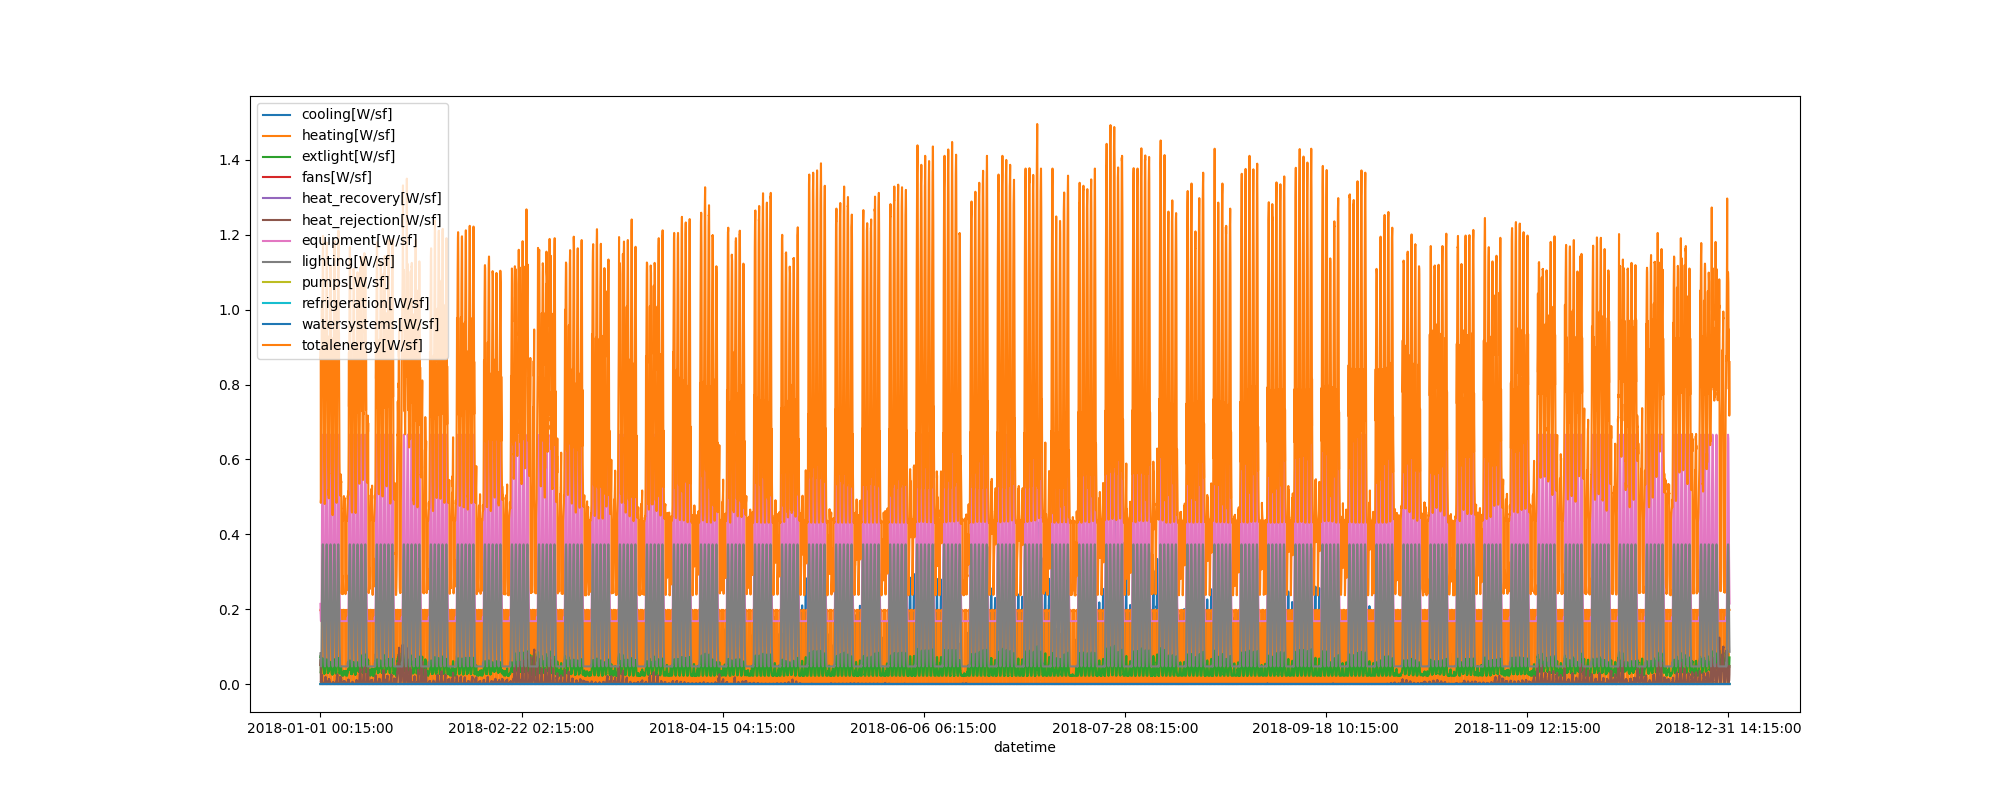 cooling[W/sf]
heating[W/sf]
extlight[W/sf]
fans[W/sf]
heat_recovery[W/sf]
heat_rejection[W/sf]
equipment[W/sf]
lighting[W/sf]
pumps[W/sf]
refrigeration[W/sf]
watersystems[W/sf]
totalenergy[W/sf]
1.4
1.2
1.0
0.8
0.6
0.4
0.2
0.0
2018-01-01 00:15:00
2018-02-22 02:15:00
2018-04-15 04:15:00
2018-06-06 06:15:00
2018-07-28 08:15:00
2018-09-18 10:15:00
2018-11-09 12:15:00
2018-12-31 14:15:00
datetime